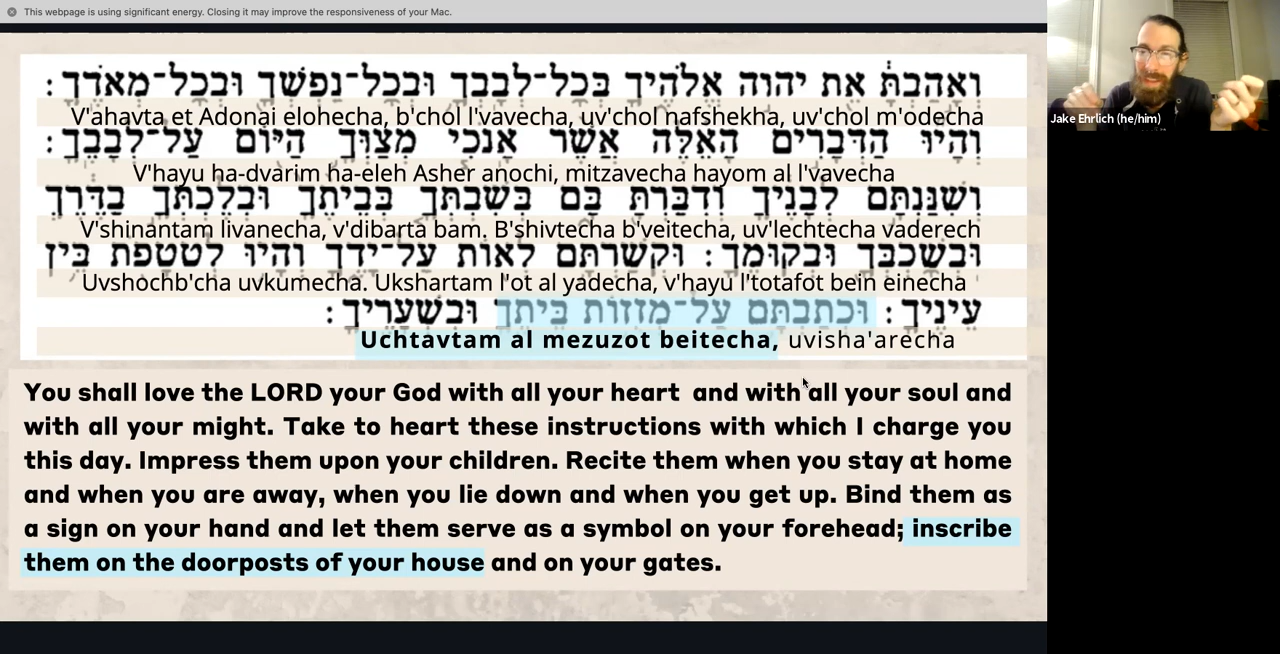 This webpage is using significant energy. Closing it may improve the responsiveness of your Mac.
Jake Ehrlich (he/him)
וְאָהַבְתָּ֙ אֵת יְהוָה אֱלֹהֶיךָ בְּכָל־לְבָבְךָ וּבְכָל־נַפְשְׁךָ וּבְכָל־מְאֹדֶךָ :
V'ahavta et Adonai elohecha, b'chol l'vavecha, uv'chol nafshekha, uv'chol m'odecha
וְהָיוּ הַדְּבָרִים הָאֵלֶּה אֲשֶׁר אָנֹכִי מְצַוְּךָ הַיּוֹם עַל־לְבָבֶךָ :
V'hayu ha-dvarim ha-eleh Asher anochi, mitzavecha hayom al l'vavecha
וְשִׁנַּנְתָּם לְבָנֶיךָ וְדִבַּרְתָּ בָּם בְּשִׁבְתְּךָ בְּבֵיתֶךָ וּבְלֶכְתְּךָ בַדֶּרֶךְ
V'shinantam livanecha, v'dibarta bam. B'shivtecha b'veitecha, uv'lechtecha vaderech
וּבְשָׁכְבְּךָ וּבְקוּמֶךָ : וּקְשַׁרְתָּם לְאוֹת עַל־יָדֶךָ וְהָיוּ לְטֹטָפֹת בֵּין
Uvshochb'cha uvkumecha. Ukshartam l'ot al yadecha, v'hayu l'totafot bein einecha
עֵינֶיךָ : וּכְתַבְתָּם עַל־מְזֻזוֹת בֵּיתֶךָ וּבִשְׁעָרֶיךָ :
Uchtavtam al mezuzot beitecha, uvisha'arecha
You shall love the LORD your God with all your heart and with all your soul and
with all your might. Take to heart these instructions with which I charge you
this day. Impress them upon your children. Recite them when you stay at home
and when you are away, when you lie down and when you get up. Bind them as
a sign on your hand and let them serve as a symbol on your forehead; inscribe
them on the doorposts of your house and on your gates.